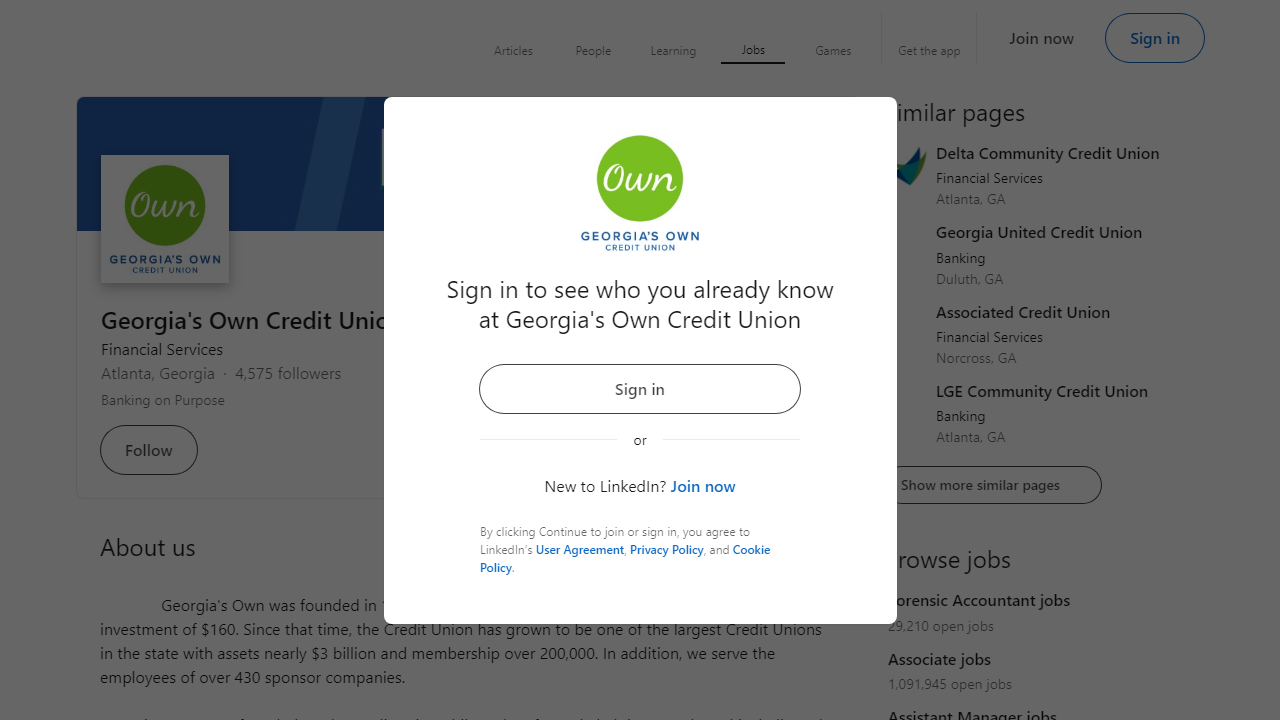 Articles
People
Learning
Jobs
Games
Get the app
Join now
Sign in
Own
GEORGIA'S OWN
CREDIT UNION
Georgia's Own Credit
Financial Services
Atlanta, Georgia · 4,575 followers
Banking on Purpose
Follow
About us
Georgia's Own was founded in
investment of $160. Since that time, the Credit Union has grown to be one of the largest Credit Unions
in the state with assets nearly $3 billion and membership over 200,000. In addition, we serve the
employees of over 430 sponsor companies.
Own
GEORGIA'S OWN
CREDIT UNION
Sign in to see who you already know
at Georgia's Own Credit Union
Sign in
or
New to LinkedIn? Join now
By clicking Continue to join or sign in, you agree to
LinkedIn's User Agreement, Privacy Policy, and Cookie
Policy.
pages
Delta Community Credit Union
Financial Services
Atlanta, GA
Georgia United Credit Union
Banking
Duluth, GA
Associated Credit Union
Financial Services
Norcross, GA
LGE Community Credit Union
Banking
Atlanta, GA
Show more similar pages
jobs
Forensic Accountant jobs
29,210 open jobs
Associate jobs
1,091,945 open jobs
Assistant Manager jobs